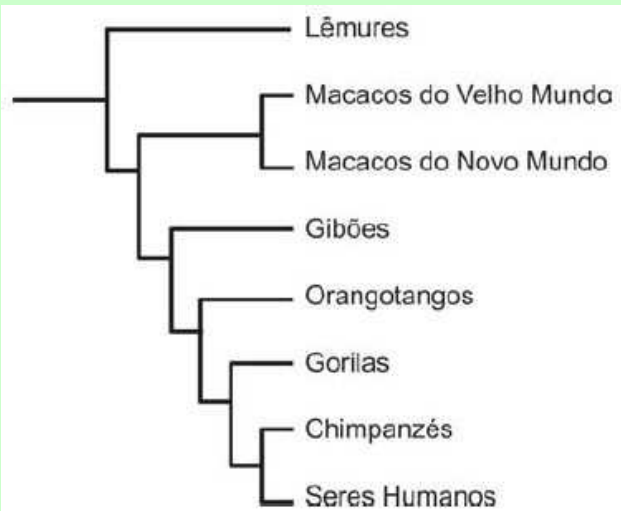 Lêmures
Macacos do Velho Mundo
Macacos do Novo Mundo
Gibões
Orangotangos
Gorilas
Chimpanzés
Seres Humanos